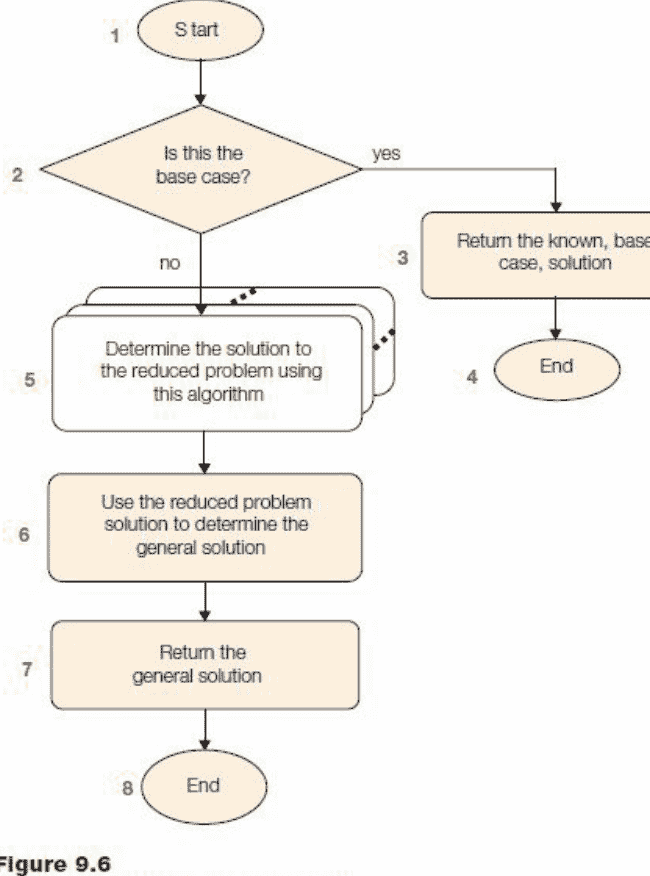 1
Start
2
Is this the
base case?
yes
no
3
Return the known, base
case, solution
4
End
5
Determine the solution to
the reduced problem using
this algorithm
6
Use the reduced problem
solution to determine the
general solution
7
Return the
general solution
8
End
Figure 9.6